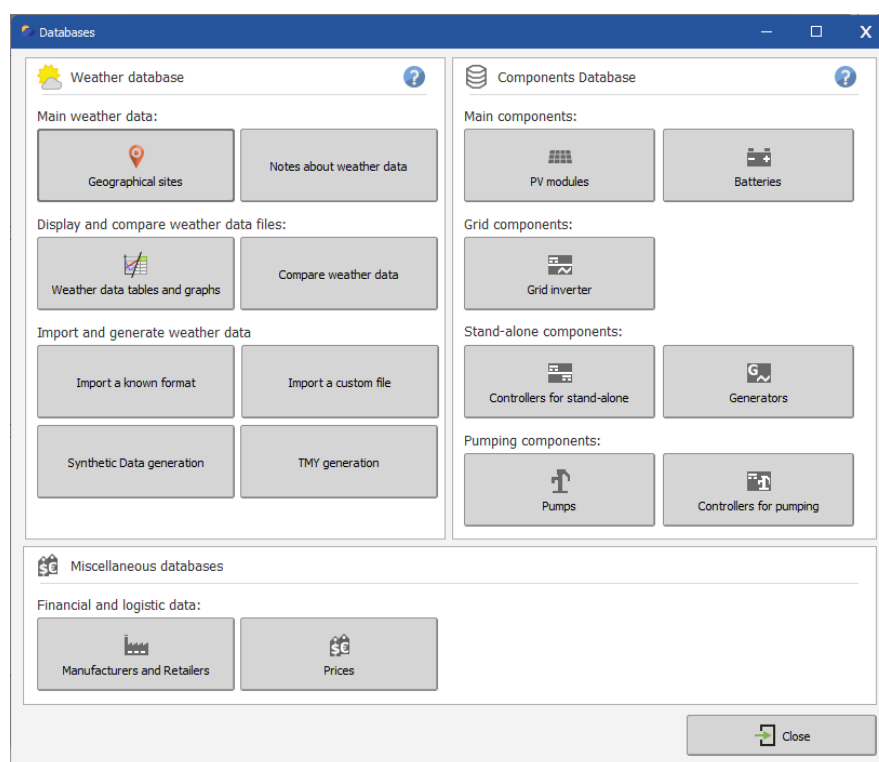 Databases
Weather database
Main weather data:
Geographical sites
Notes about weather data
Display and compare weather data files:
Weather data tables and graphs
Compare weather data
Import and generate weather data
Import a known format
Import a custom file
Synthetic Data generation
TMY generation
Components Database
Main components:
PV modules
Batteries
Grid components:
Grid inverter
Stand-alone components:
Controllers for stand-alone
G
Generators
Pumping components:
Pumps
Controllers for pumping
Miscellaneous databases
Financial and logistic data:
Manufacturers and Retailers
Prices
Close